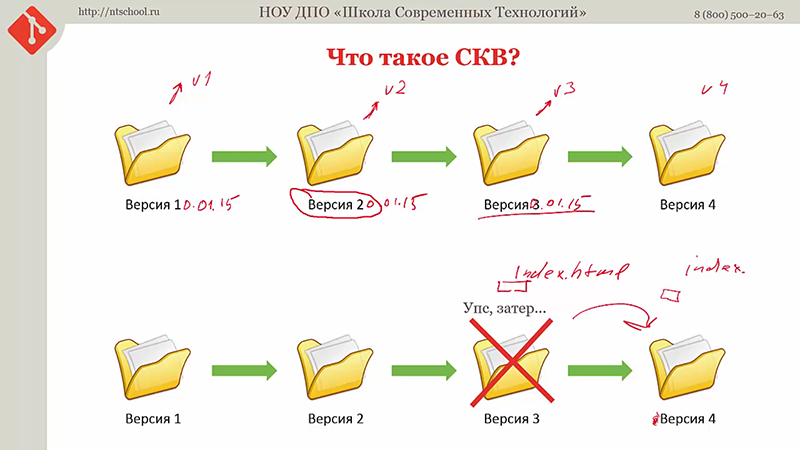 http://ntschool.ru
НОУ ДПО «Школа Современных Технологий»
8 (800) 500–20–63
Что такое СКВ?
v1
v2
v3
v4
Версия 1 0.01.15
Версия 2 0.01.15
Версия 3 0.01.15
Версия 4
index.html
index.
Упс, затер...
Версия 1
Версия 2
Версия 3
Версия 4